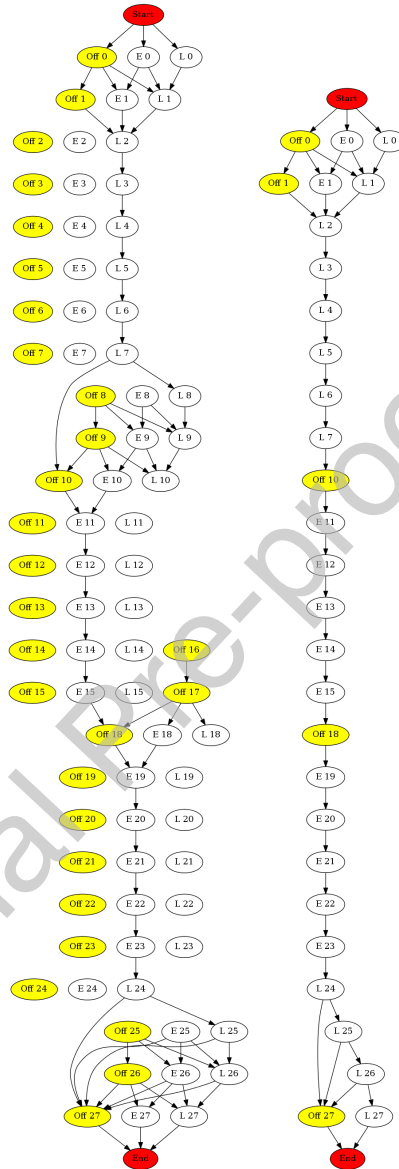 Start
Off 0 E 0 L 0
Off 1 E 1 L 1
Off 2 E 2 L 2
Off 3 E 3 L 3
Off 4 E 4 L 4
Off 5 E 5 L 5
Off 6 E 6 L 6
Off 7 E 7 L 7
Off 8 E 8 L 8
Off 9 E 9 L 9
Off 10 E 10 L 10
Off 11 E 11 L 11
Off 12 E 12 L 12
Off 13 E 13 L 13
Off 14 E 14 L 14 Off 16
Off 15 E 15 L 15 Off 17
Off 18 E 18 L 18
Off 19 E 19 L 19
Off 20 E 20 L 20
Off 21 E 21 L 21
Off 22 E 22 L 22
Off 23 E 23 L 23
Off 24 E 24 L 24
Off 25 E 25 L 25
Off 26 E 26 L 26
Off 27 E 27 L 27
End
Start
Off 0 E 0 L 0
Off 1 E 1 L 1
L 2
L 3
L 4
L 5
L 6
L 7
Off 10
E 11
E 12
E 13
E 14
E 15
Off 18
E 19
E 20
E 21
E 22
E 23
L 24
L 25
L 26
Off 27 L 27
End